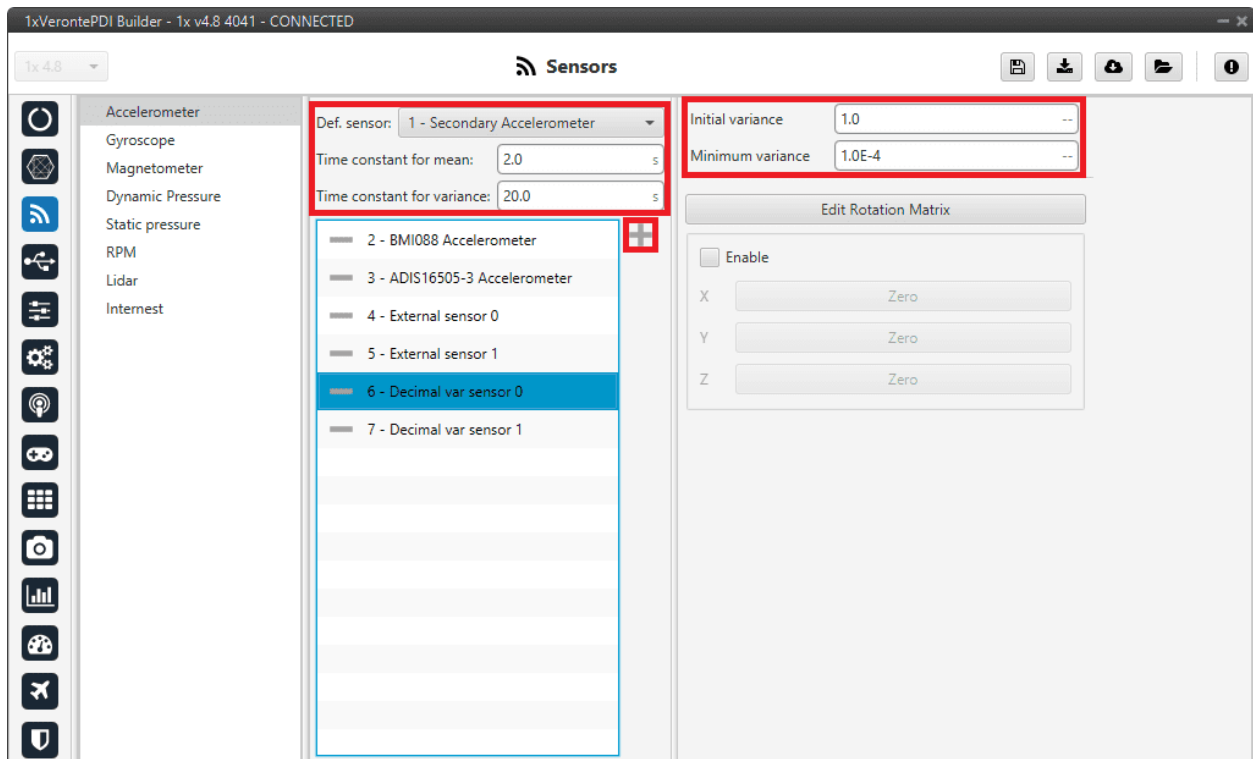 1xVerontePDI Builder - 1x v4.8 4041 - CONNECTED
1x 4.8
Sensors
Accelerometer
Gyroscope
Magnetometer
Dynamic Pressure
Static pressure
RPM
Lidar
Internest
Def. sensor: 1 - Secondary Accelerometer
Time constant for mean: 2.0 s
Time constant for variance: 20.0 s
2 - BMI088 Accelerometer
3 - ADIS16505-3 Accelerometer
4 - External sensor 0
5 - External sensor 1
6 - Decimal var sensor 0
7 - Decimal var sensor 1
Initial variance 1.0 --
Minimum variance 1.0E-4 --
Edit Rotation Matrix
Enable
X Zero
Y Zero
Z Zero